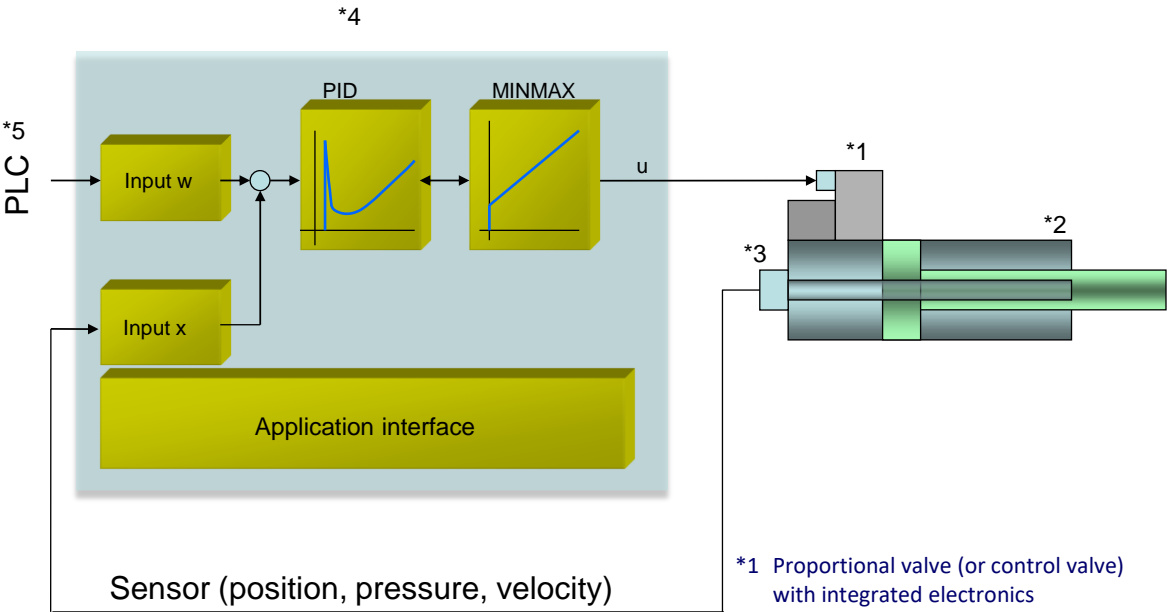 *4
PID
MINMAX
*5
PLC
Input w
u
*1
*2
*3
Input x
Application interface
Sensor (position, pressure, velocity)
*1 Proportional valve (or control valve)
with integrated electronics